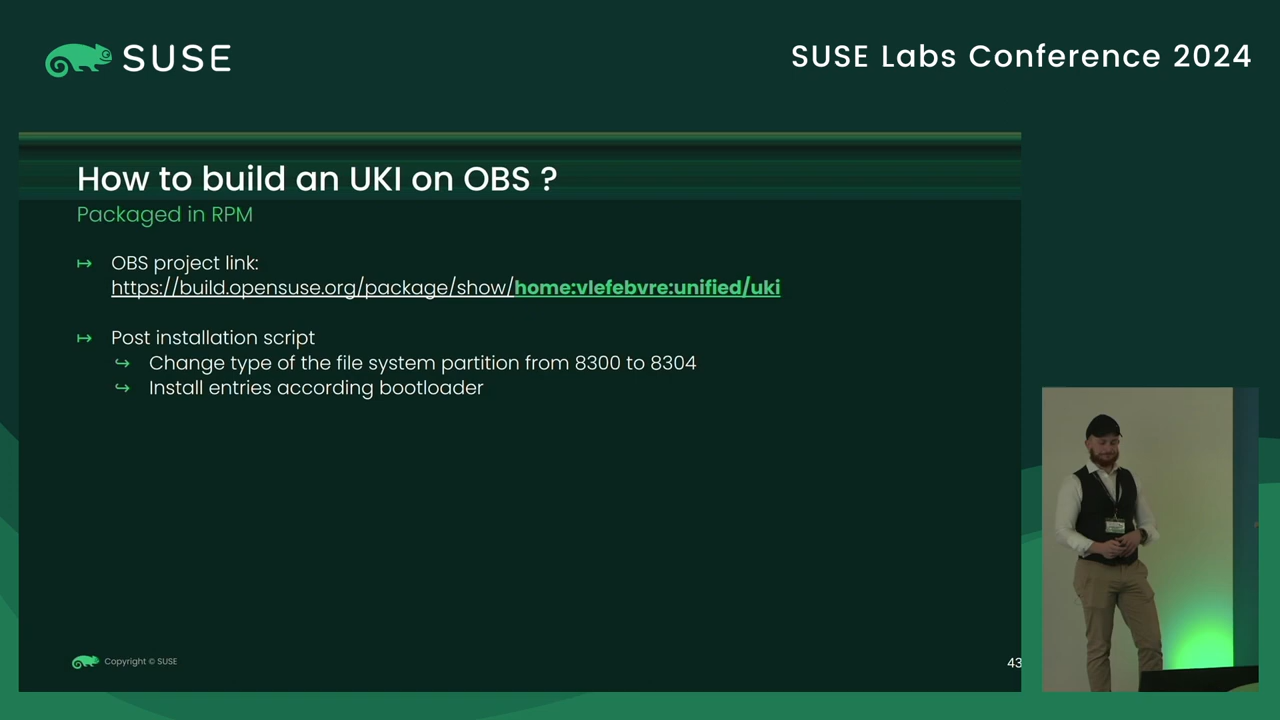 SUSE
SUSE Labs Conference 2024
How to build an UKI on OBS ?
Packaged in RPM
↦ OBS project link:
https://build.opensuse.org/package/show/home:vlefebvre:unified/uki
↦ Post installation script
↪ Change type of the file system partition from 8300 to 8304
↪ Install entries according bootloader
Copyright © SUSE
43